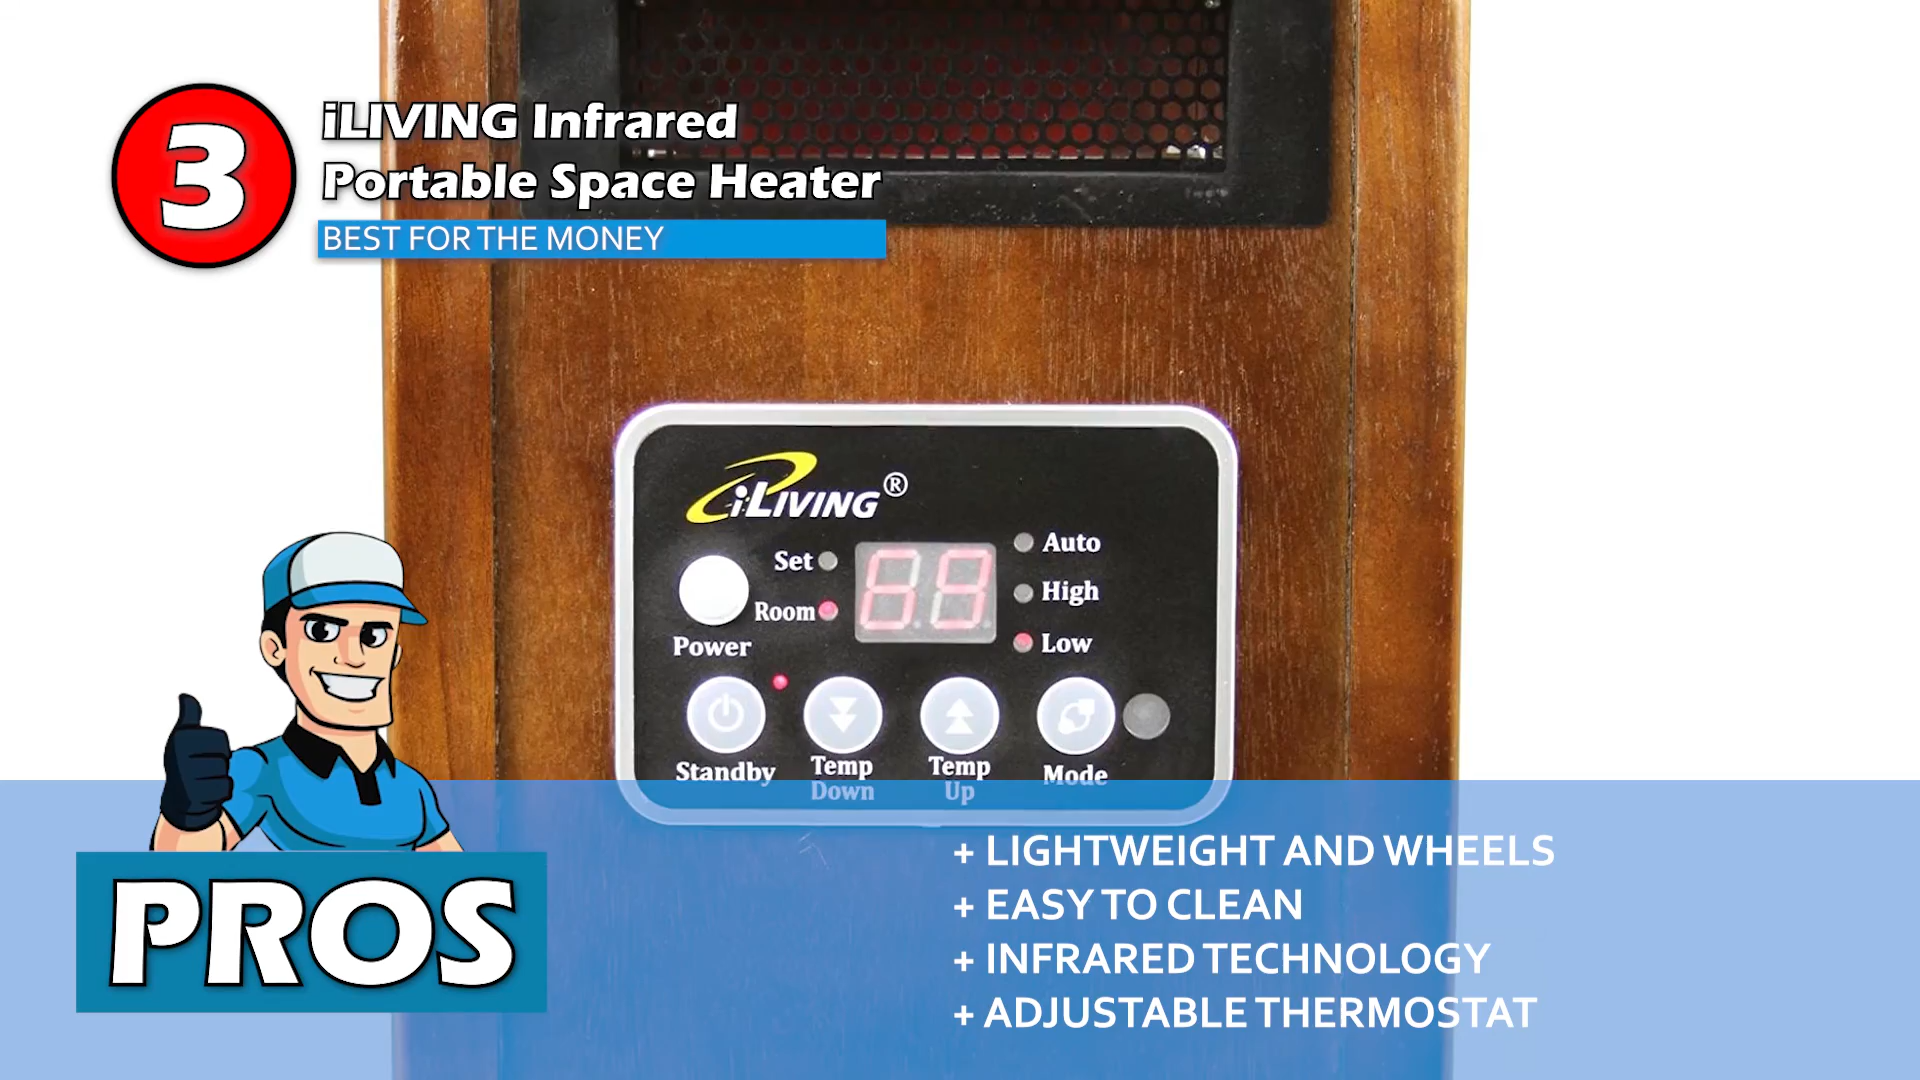 3
iLIVING Infrared
Portable Space Heater
BEST FOR THE MONEY
iLIVING®
Set
69
Auto
High
Room
Low
Power
Standby
Temp
Down
Temp
Up
Mode
PROS
+ LIGHTWEIGHT AND WHEELS
+ EASY TO CLEAN
+ INFRARED TECHNOLOGY
+ ADJUSTABLE THERMOSTAT